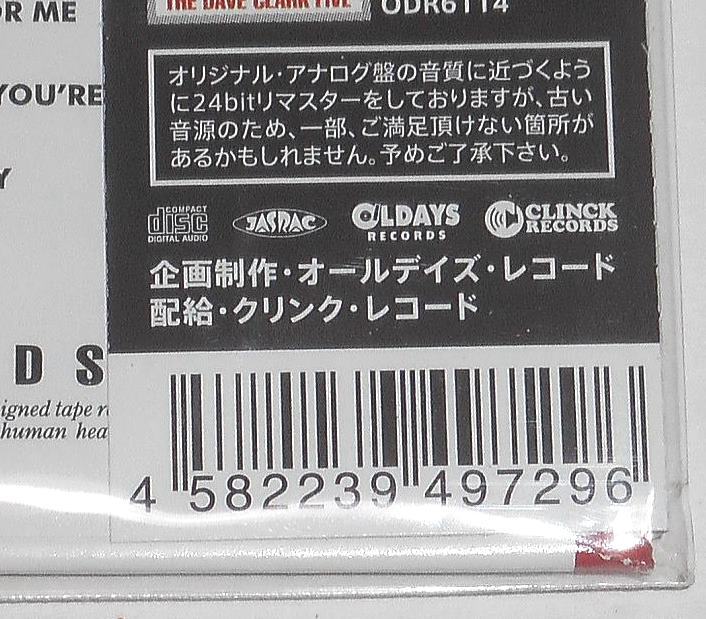 OR ME
THE DAVE CLARK FIVE
ODR6114
YOU'RE
Y
オリジナル・アナログ盤の音質に近づくよう
に24bitリマスターをしておりますが、古い
音源のため、一部、ご満足頂けない箇所が
あるかもしれません。予めご了承下さい。
COMPACT
disc
DIGITAL AUDIO
JASRAC
OLDAYS
RECORDS
CLINCK
RECORDS
企画制作・オールデイズ・レコード
配給・クリンク・レコード
D S
igned tape r
human hea
4 582239 497296